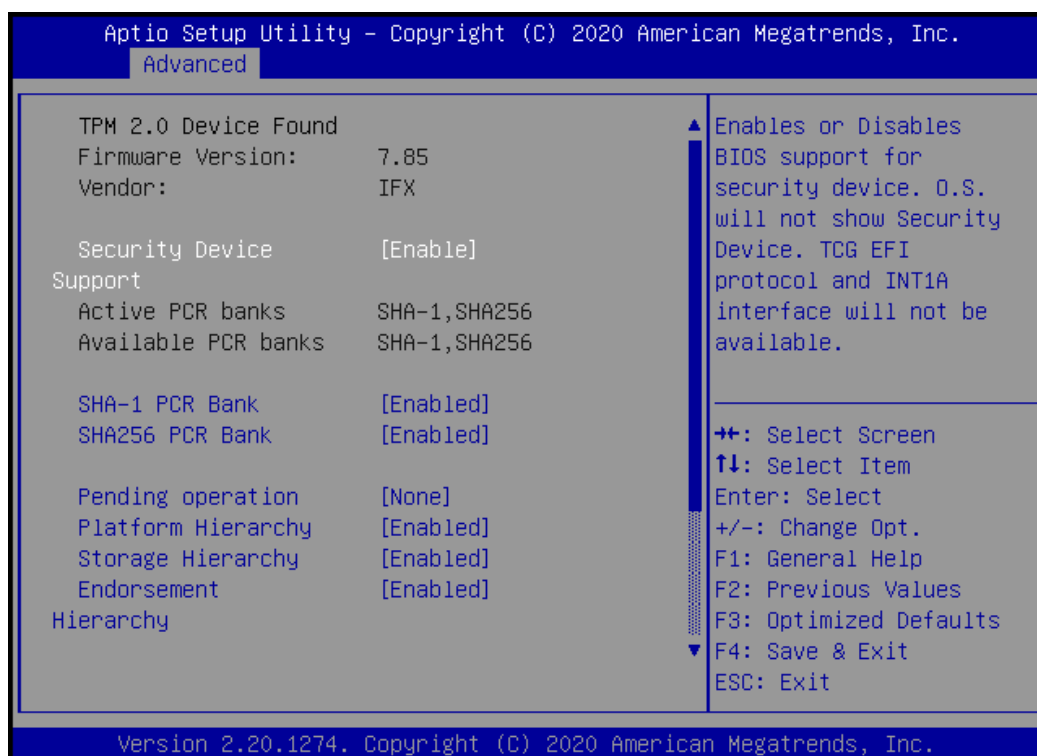 Aptio Setup Utility – Copyright (C) 2020 American Megatrends, Inc.
Advanced
TPM 2.0 Device Found
Firmware Version: 7.85
Vendor: IFX
Security Device [Enable]
Support
Active PCR banks SHA-1,SHA256
Available PCR banks SHA-1,SHA256
SHA-1 PCR Bank [Enabled]
SHA256 PCR Bank [Enabled]
Pending operation [None]
Platform Hierarchy [Enabled]
Storage Hierarchy [Enabled]
Endorsement [Enabled]
Hierarchy
Enables or Disables
BIOS support for
security device. O.S.
will not show Security
Device. TCG EFI
protocol and INT1A
interface will not be
available.
→←: Select Screen
↑↓: Select Item
Enter: Select
+/-: Change Opt.
F1: General Help
F2: Previous Values
F3: Optimized Defaults
F4: Save & Exit
ESC: Exit
Version 2.20.1274. Copyright (C) 2020 American Megatrends, Inc.